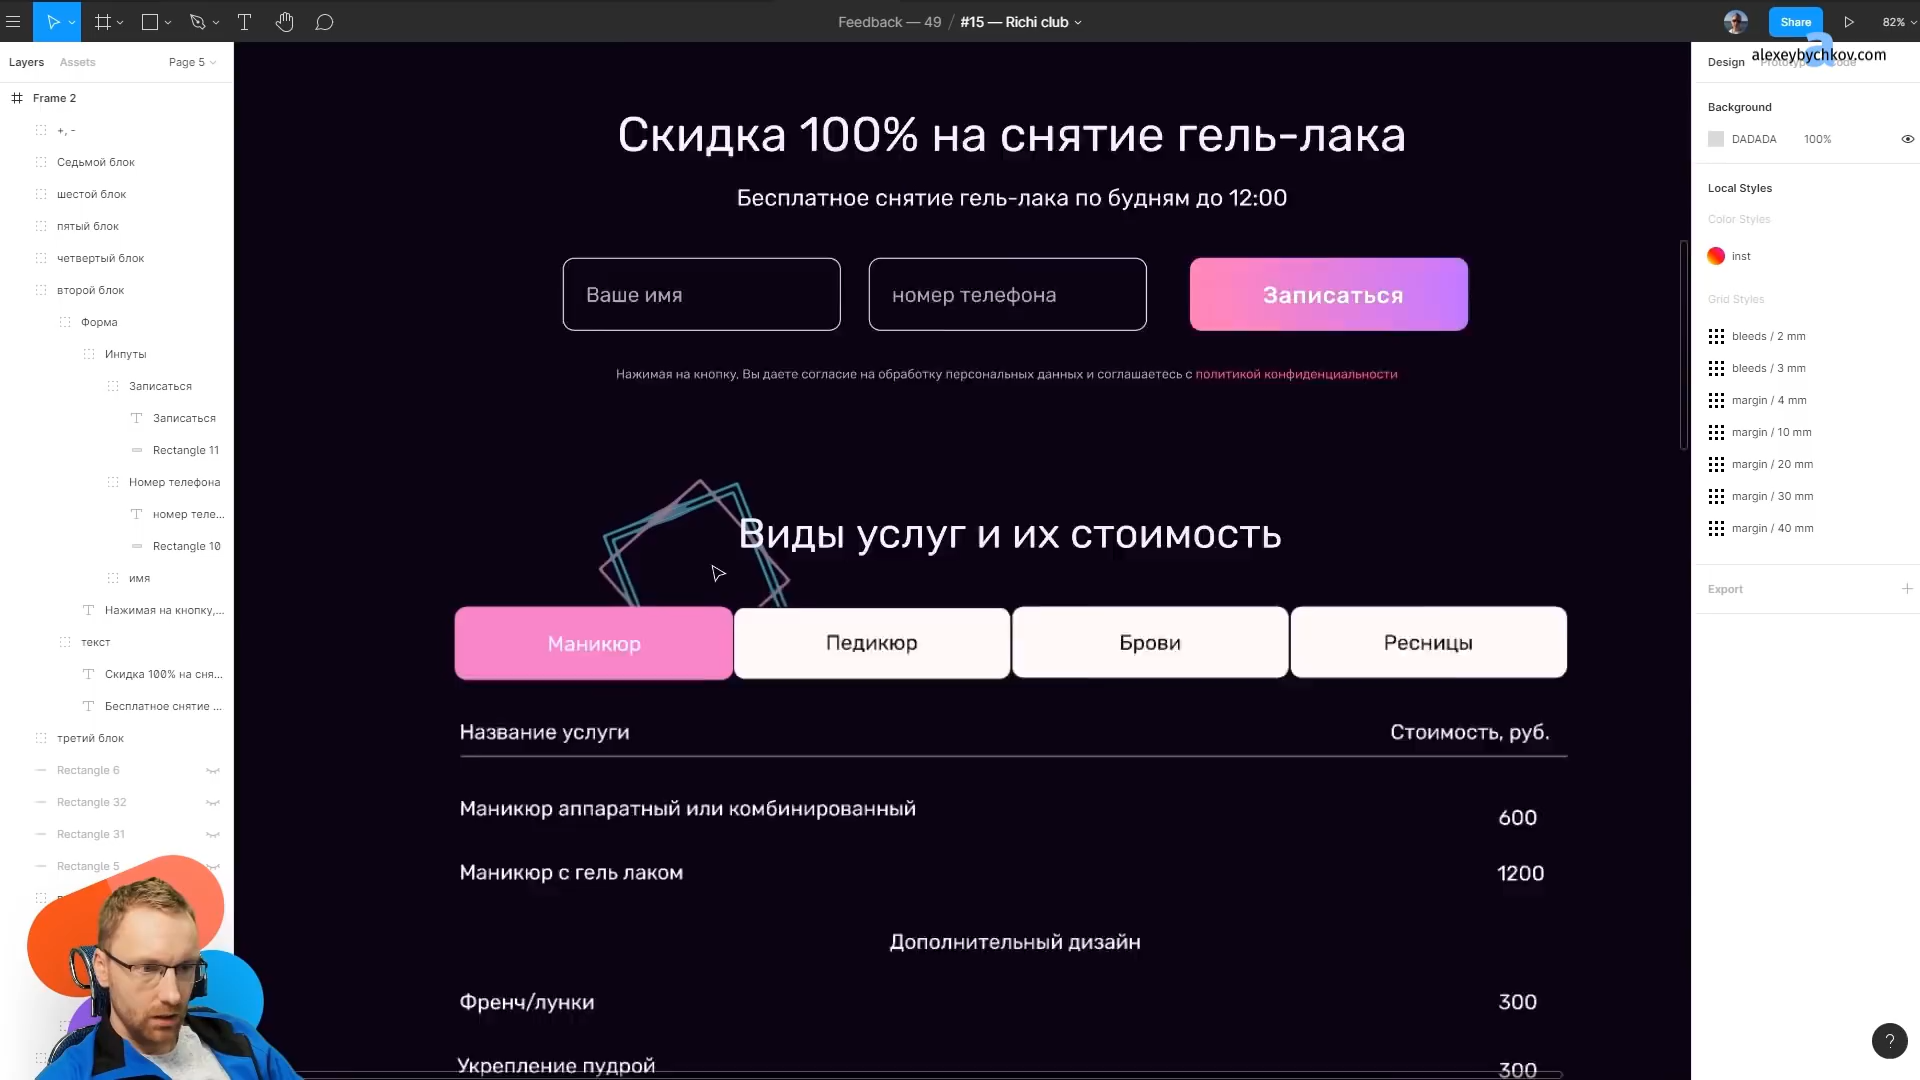 Feedback — 49 / #15 — Richi club
Share
82%
alexeybychkov.com
Layers
Assets
Page 5
Design
Frame 2
+, -
Седьмой блок
шестой блок
пятый блок
четвертый блок
второй блок
Форма
Инпуты
Записаться
Записаться
Rectangle 11
Номер телефона
номер теле...
Rectangle 10
имя
Нажимая на кнопку,...
текст
Скидка 100% на сня...
Бесплатное снятие ...
третий блок
Rectangle 6
Rectangle 32
Rectangle 31
Rectangle 5
Скидка 100% на снятие гель-лака
Бесплатное снятие гель-лака по будням до 12:00
Ваше имя
номер телефона
Записаться
Нажимая на кнопку, Вы даете согласие на обработку персональных данных и соглашаетесь с политикой конфиденциальности
Виды услуг и их стоимость
Маникюр
Педикюр
Брови
Ресницы
Название услуги
Стоимость, руб.
Маникюр аппаратный или комбинированный
600
Маникюр с гель лаком
1200
Дополнительный дизайн
Френч/лунки
300
Укрепление пудрой
300
Background
DADADA
100%
Local Styles
Color Styles
inst
Grid Styles
bleeds / 2 mm
bleeds / 3 mm
margin / 4 mm
margin / 10 mm
margin / 20 mm
margin / 30 mm
margin / 40 mm
Export
?